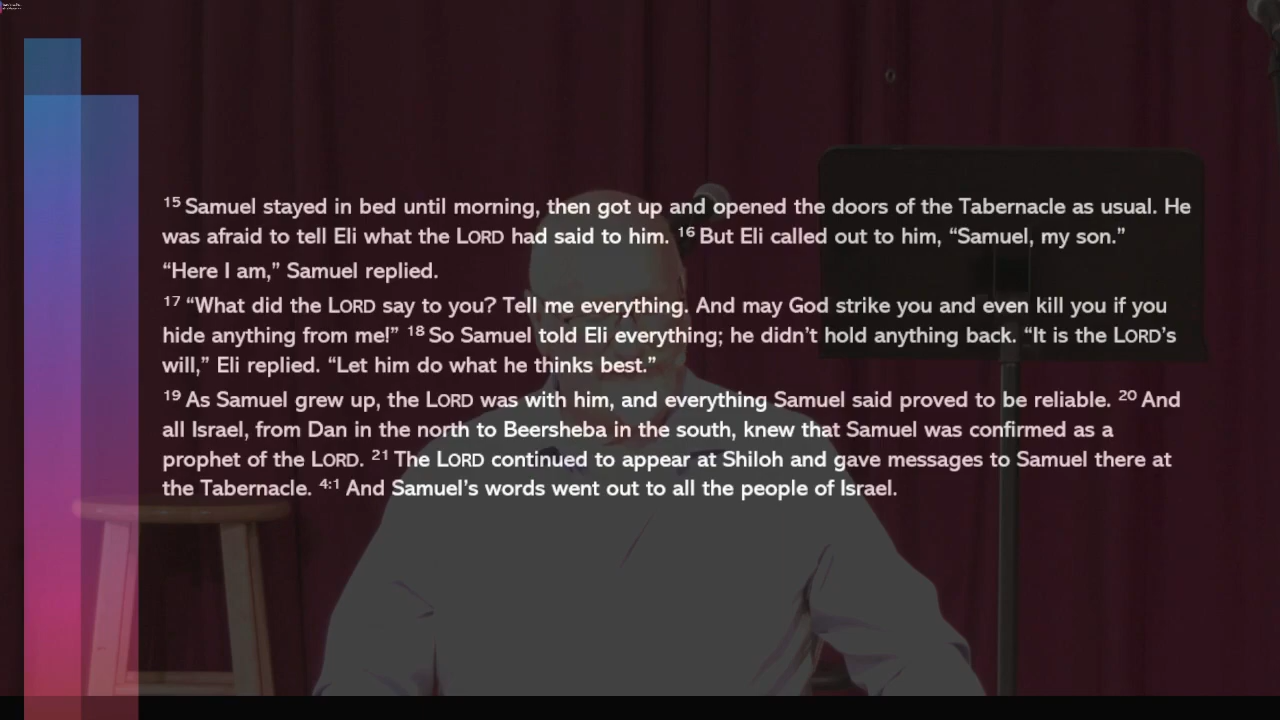 15 Samuel stayed in bed until morning, then got up and opened the doors of the Tabernacle as usual. He
was afraid to tell Eli what the LORD had said to him. 16 But Eli called out to him, “Samuel, my son.”
“Here I am,” Samuel replied.
17 “What did the LORD say to you? Tell me everything. And may God strike you and even kill you if you
hide anything from me!” 18 So Samuel told Eli everything; he didn’t hold anything back. “It is the LORD’s
will,” Eli replied. “Let him do what he thinks best.”
19 As Samuel grew up, the LORD was with him, and everything Samuel said proved to be reliable. 20 And
all Israel, from Dan in the north to Beersheba in the south, knew that Samuel was confirmed as a
prophet of the LORD. 21 The LORD continued to appear at Shiloh and gave messages to Samuel there at
the Tabernacle. 4:1 And Samuel’s words went out to all the people of Israel.